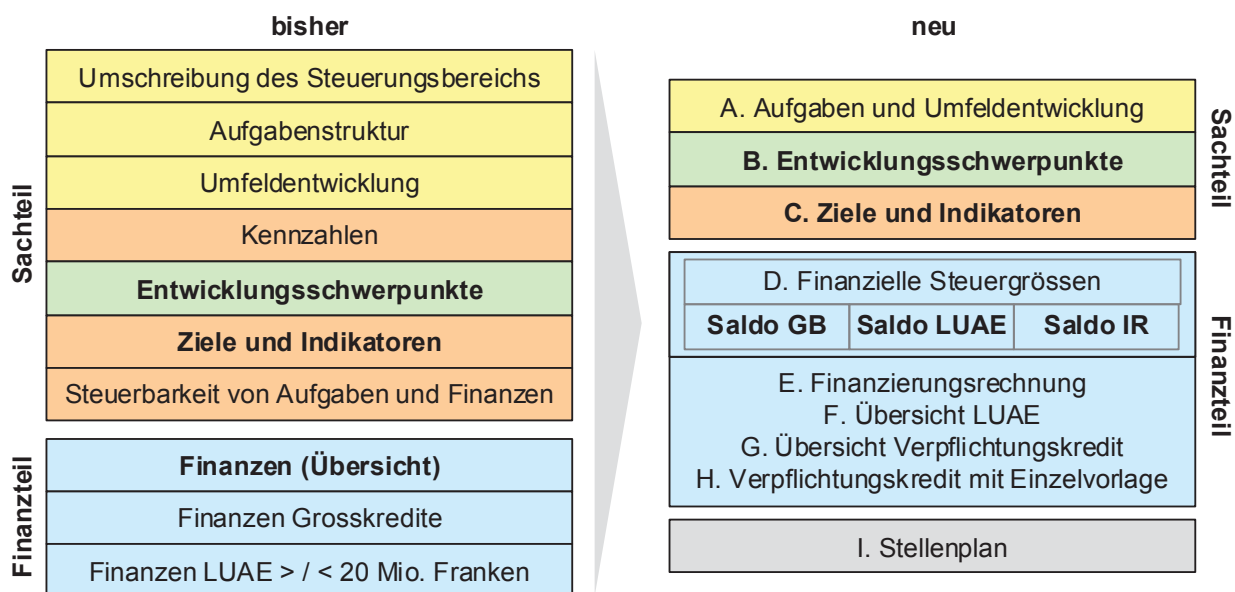 bisher
Umschreibung des Steuerungsbereichs
Aufgabenstruktur
Umfeldentwicklung
Kennzahlen
Entwicklungsschwerpunkte
Ziele und Indikatoren
Steuerbarkeit von Aufgaben und Finanzen
Sachteil
Finanzen (Übersicht)
Finanzen Grosskredite
Finanzen LUAE > / < 20 Mio. Franken
Finanzteil
neu
A. Aufgaben und Umfeldentwicklung
B. Entwicklungsschwerpunkte
C. Ziele und Indikatoren
Sachteil
D. Finanzielle Steuergrössen
Saldo GB Saldo LUAE Saldo IR
E. Finanzierungsrechnung
F. Übersicht LUAE
G. Übersicht Verpflichtungskredit
H. Verpflichtungskredit mit Einzelvorlage
Finanzteil
I. Stellenplan